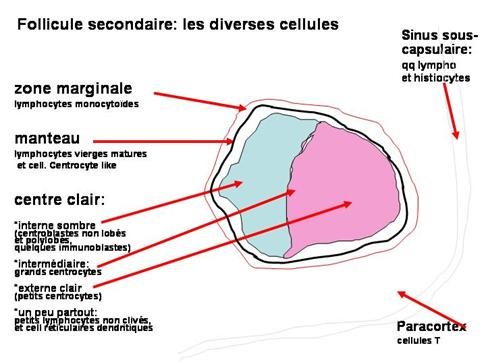 Follicule secondaire: les diverses cellules
Sinus sous-
capsulaire:
qq lympho
et histiocytes
zone marginale
lymphocytes monocytoïdes
manteau
lymphocytes vierges matures
et cell. Centrocyte like
centre clair:
*interne sombre
(centroblastes non lobés
et polylobés,
quelques immunoblastes)
*intermédiaire:
grands centrocytes
*externe clair
(petits centrocytes)
*un peu partout:
petits lymphocytes non clivés,
et cell réticulaires dendritiques
Paracortex
cellules T